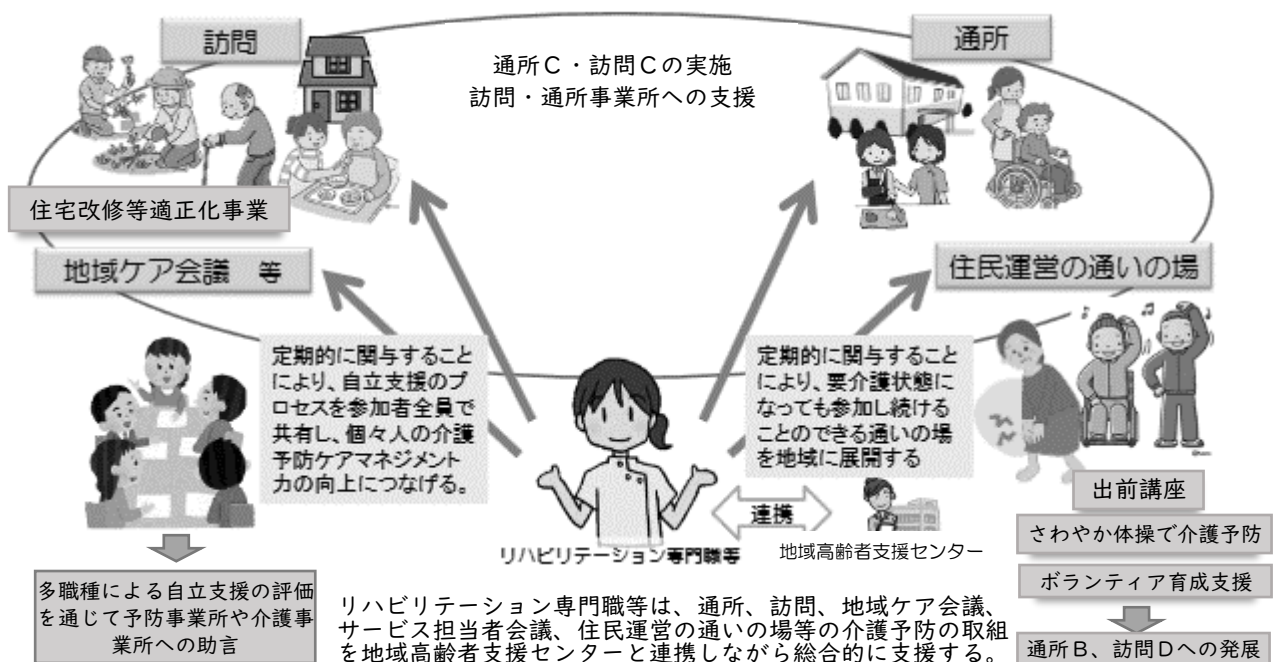 訪問
通所
通所C・訪問Cの実施
訪問・通所事業所への支援
住宅改修等適正化事業
地域ケア会議 等
住民運営の通いの場
定期的に関与すること
により、自立支援のプ
ロセスを参加者全員で
共有し、個々人の介護
予防ケアマネジメント
力の向上につなげる。
定期的に関与すること
により、要介護状態に
なっても参加し続ける
ことのできる通いの場
を地域に展開する
連携
リハビリテーション専門職等
地域高齢者支援センター
出前講座
さわやか体操で介護予防
ボランティア育成支援
通所B、訪問Dへの発展
多職種による自立支援の評価
を通じて予防事業所や介護事
業所への助言
リハビリテーション専門職等は、通所、訪問、地域ケア会議、
サービス担当者会議、住民運営の通いの場等の介護予防の取組
を地域高齢者支援センターと連携しながら総合的に支援する。